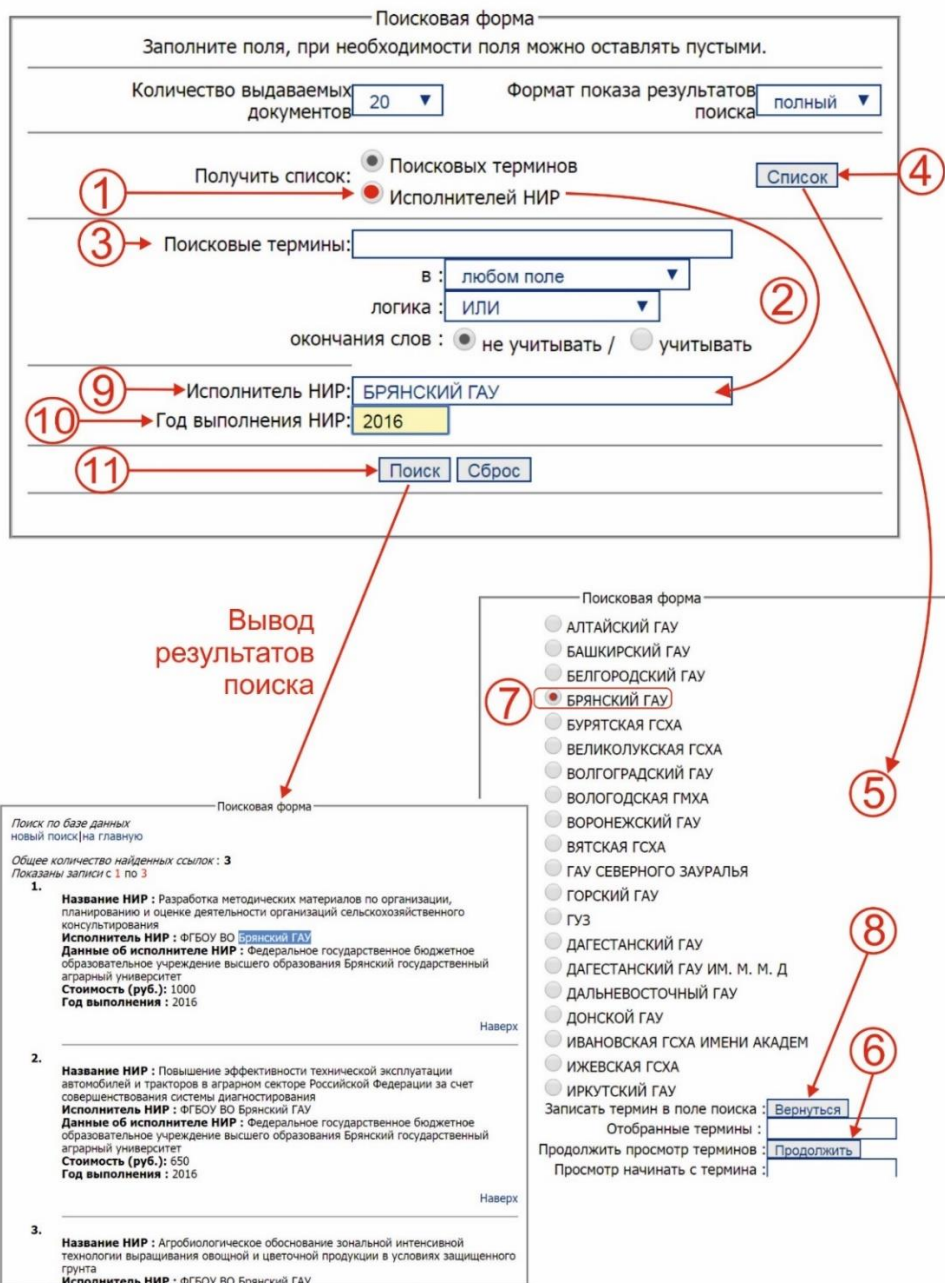 Поисковая форма
Заполните поля, при необходимости поля можно оставлять пустыми.
Количество выдаваемых документов 20 ▼
Формат показа результатов поиска полный ▼
Получить список:
Поисковых терминов
Исполнителей НИР
Список
1
4
3
Поисковые термины:
в : любом поле ▼
логика : ИЛИ ▼
2
окончания слов : не учитывать / учитывать
9
Исполнитель НИР: БРЯНСКИЙ ГАУ
10
Год выполнения НИР: 2016
11
Поиск Сброс
Вывод
результатов
поиска
Поисковая форма
АЛТАЙСКИЙ ГАУ
БАШКИРСКИЙ ГАУ
БЕЛГОРОДСКИЙ ГАУ
7
БРЯНСКИЙ ГАУ
БУРЯТСКАЯ ГСХА
ВЕЛИКОЛУКСКАЯ ГСХА
ВОЛГОГРАДСКИЙ ГАУ
5
ВОЛОГОДСКАЯ ГМХА
ВОРОНЕЖСКИЙ ГАУ
ВЯТСКАЯ ГСХА
ГАУ СЕВЕРНОГО ЗАУРАЛЬЯ
ГОРСКИЙ ГАУ
ГУЗ
8
ДАГЕСТАНСКИЙ ГАУ
ДАГЕСТАНСКИЙ ГАУ ИМ. М. М. Д
ДАЛЬНЕВОСТОЧНЫЙ ГАУ
ДОНСКОЙ ГАУ
ИВАНОВСКАЯ ГСХА ИМЕНИ АКАДЕМ
6
ИЖЕВСКАЯ ГСХА
ИРКУТСКИЙ ГАУ
Записать термин в поле поиска : Вернуться
Отобранные термины :
Продолжить просмотр терминов : Продолжить
Просмотр начинать с термина :
Поисковая форма
Поиск по базе данных
новый поиск|на главную
Общее количество найденных ссылок : 3
Показаны записи с 1 по 3
1.
Название НИР : Разработка методических материалов по организации,
планированию и оценке деятельности организаций сельскохозяйственного
консультирования
Исполнитель НИР : ФГБОУ ВО Брянский ГАУ
Данные об исполнителе НИР : Федеральное государственное бюджетное
образовательное учреждение высшего образования Брянский государственный
аграрный университет
Стоимость (руб.): 1000
Год выполнения : 2016
Наверх
2.
Название НИР : Повышение эффективности технической эксплуатации
автомобилей и тракторов в аграрном секторе Российской Федерации за счет
совершенствования системы диагностирования
Исполнитель НИР : ФГБОУ ВО Брянский ГАУ
Данные об исполнителе НИР : Федеральное государственное бюджетное
образовательное учреждение высшего образования Брянский государственный
аграрный университет
Стоимость (руб.): 650
Год выполнения : 2016
Наверх
3.
Название НИР : Агробиологическое обоснование зональной интенсивной
технологии выращивания овощной и цветочной продукции в условиях защищенного
грунта
Исполнитель НИР : ФГБОУ ВО Брянский ГАУ